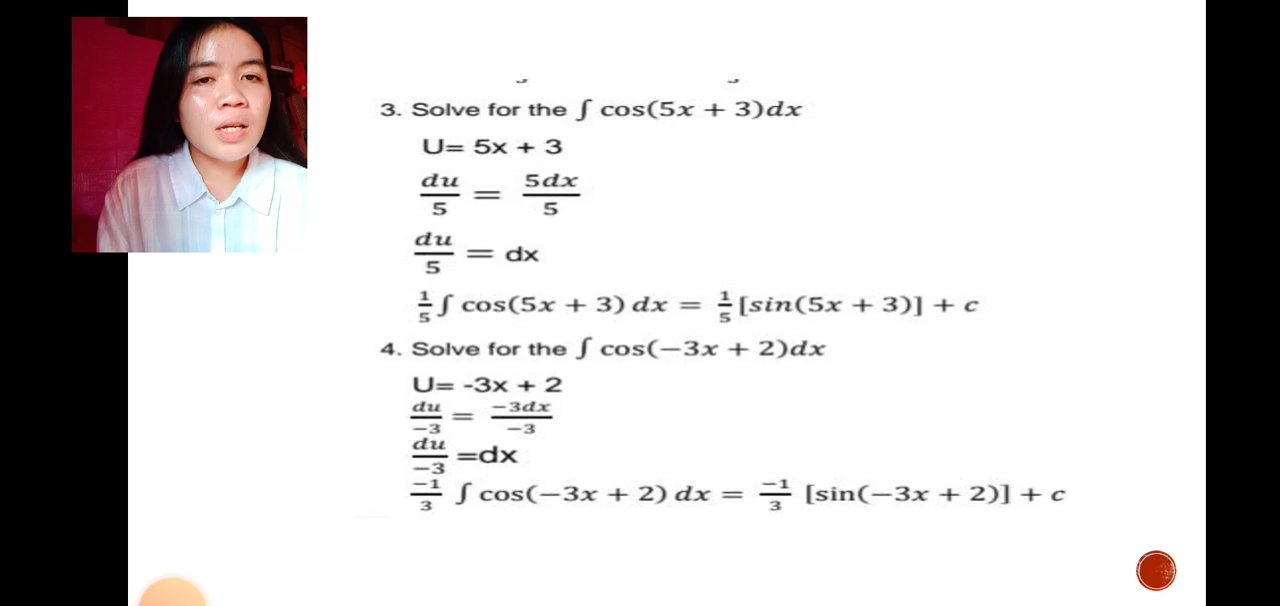 3. Solve for the ∫ cos(5x + 3)dx
U= 5x + 3
du/5 = 5dx/5
du/5 = dx
1/5 ∫ cos(5x + 3) dx = 1/5 [sin(5x + 3)] + c
4. Solve for the ∫ cos(−3x + 2)dx
U= -3x + 2
du/−3 = −3dx/−3
du/−3 =dx
−1/3 ∫ cos(−3x + 2) dx = −1/3 [sin(−3x + 2)] + c